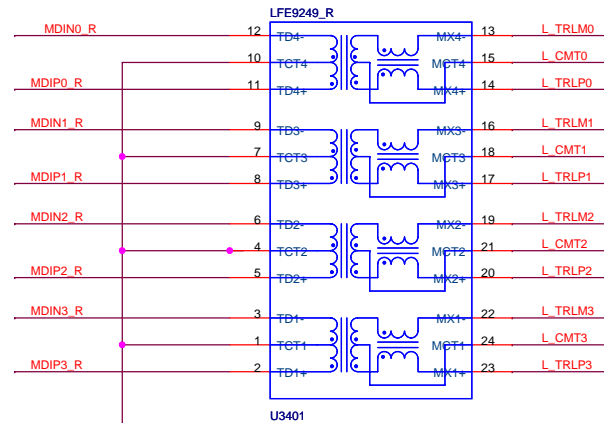 LFE9249_R
MDIN0_R 12 TD4- MX4- 13 L_TRLM0
10 TCT4 MCT4 15 L_CMT0
MDIP0_R 11 TD4+ MX4+ 14 L_TRLP0
MDIN1_R 9 TD3- MX3- 16 L_TRLM1
7 TCT3 MCT3 18 L_CMT1
MDIP1_R 8 TD3+ MX3+ 17 L_TRLP1
MDIN2_R 6 TD2- MX2- 19 L_TRLM2
4 TCT2 MCT2 21 L_CMT2
MDIP2_R 5 TD2+ MX2+ 20 L_TRLP2
MDIN3_R 3 TD1- MX1- 22 L_TRLM3
1 TCT1 MCT1 24 L_CMT3
MDIP3_R 2 TD1+ MX1+ 23 L_TRLP3
U3401